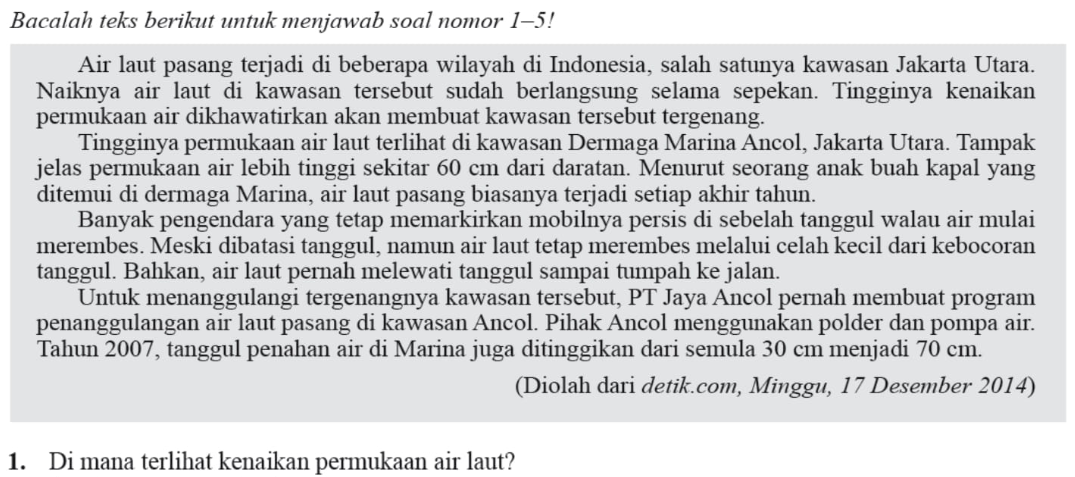 Bacalah teks berikut untuk menjawab soal nomor 1–5!
Air laut pasang terjadi di beberapa wilayah di Indonesia, salah satunya kawasan Jakarta Utara.
Naiknya air laut di kawasan tersebut sudah berlangsung selama sepekan. Tingginya kenaikan
permukaan air dikhawatirkan akan membuat kawasan tersebut tergenang.
Tingginya permukaan air laut terlihat di kawasan Dermaga Marina Ancol, Jakarta Utara. Tampak
jelas permukaan air lebih tinggi sekitar 60 cm dari daratan. Menurut seorang anak buah kapal yang
ditemui di dermaga Marina, air laut pasang biasanya terjadi setiap akhir tahun.
Banyak pengendara yang tetap memarkirkan mobilnya persis di sebelah tanggul walau air mulai
merembes. Meski dibatasi tanggul, namun air laut tetap merembes melalui celah kecil dari kebocoran
tanggul. Bahkan, air laut pernah melewati tanggul sampai tumpah ke jalan.
Untuk menanggulangi tergenangnya kawasan tersebut, PT Jaya Ancol pernah membuat program
penanggulangan air laut pasang di kawasan Ancol. Pihak Ancol menggunakan polder dan pompa air.
Tahun 2007, tanggul penahan air di Marina juga ditinggikan dari semula 30 cm menjadi 70 cm.
(Diolah dari detik.com, Minggu, 17 Desember 2014)
1. Di mana terlihat kenaikan permukaan air laut?